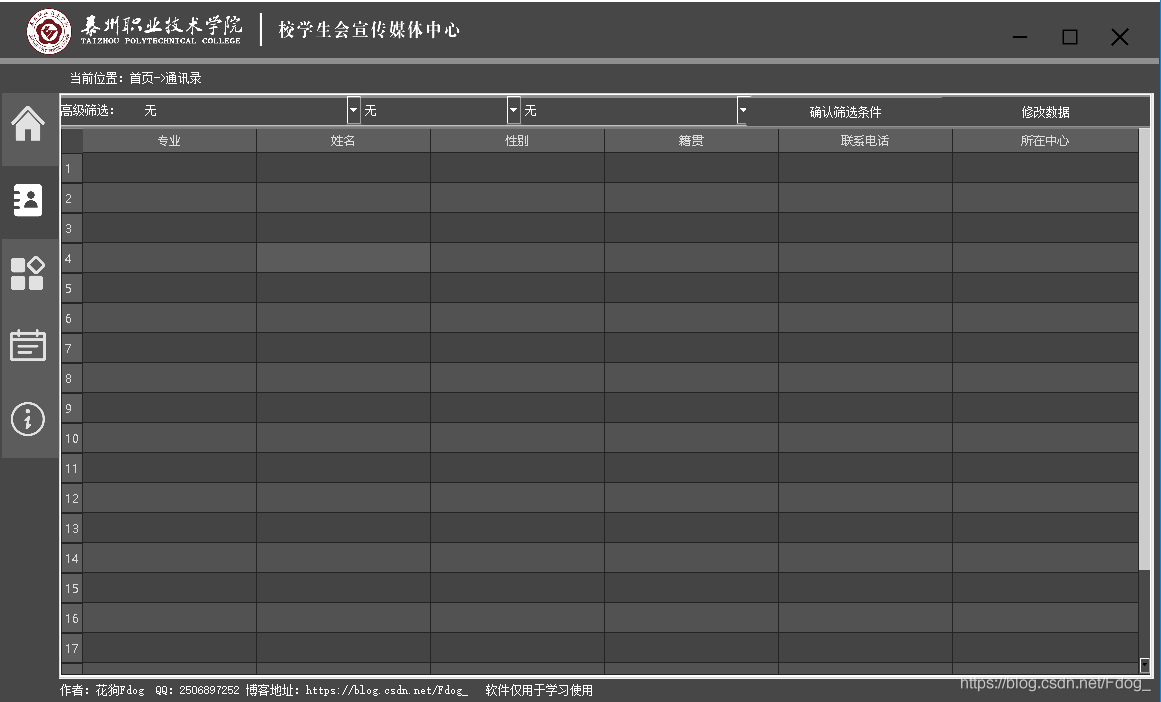 泰州职业技术学院
TAIZHOU POLYTECHNICAL COLLEGE
校学生会宣传媒体中心
当前位置：首页->通讯录
高级筛选： 无 无 无 确认筛选条件 修改数据
专业 姓名 性别 籍贯 联系电话 所在中心
1
2
3
4
5
6
7
8
9
10
11
12
13
14
15
16
17
作者：花狗Fdog QQ：2506897252 博客地址：https://blog.csdn.net/Fdog_ 软件仅用于学习使用
https://blog.csdn.net/Fdog_